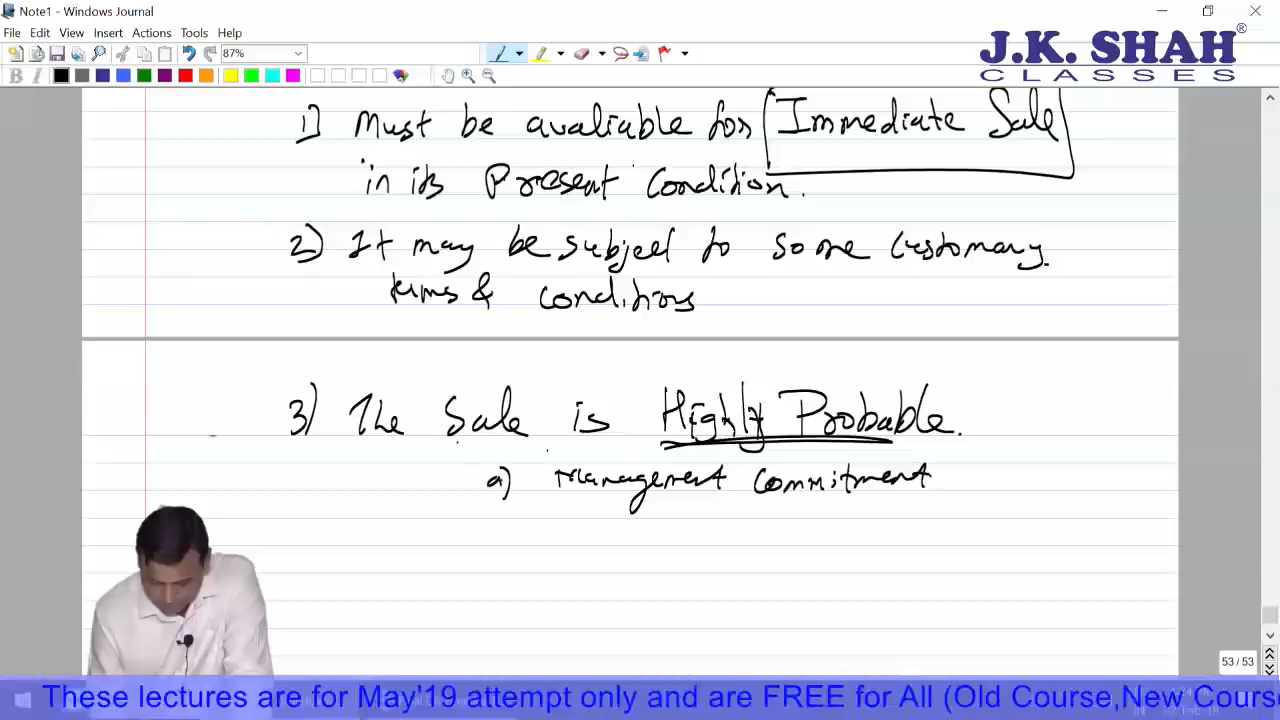 Note1 - Windows Journal
File Edit View Insert Actions Tools Help
87%
J.K. SHAH®
CLASSES
1) Must be avaliable for Immediate Sale
in its Present Condition.
2) It may be subject to some customary
terms & conditions
3) The Sale is Highly Probable.
a) Management Commitment
53 / 53
These lectures are for May'19 attempt only and are FREE for All (Old Course,New Cours